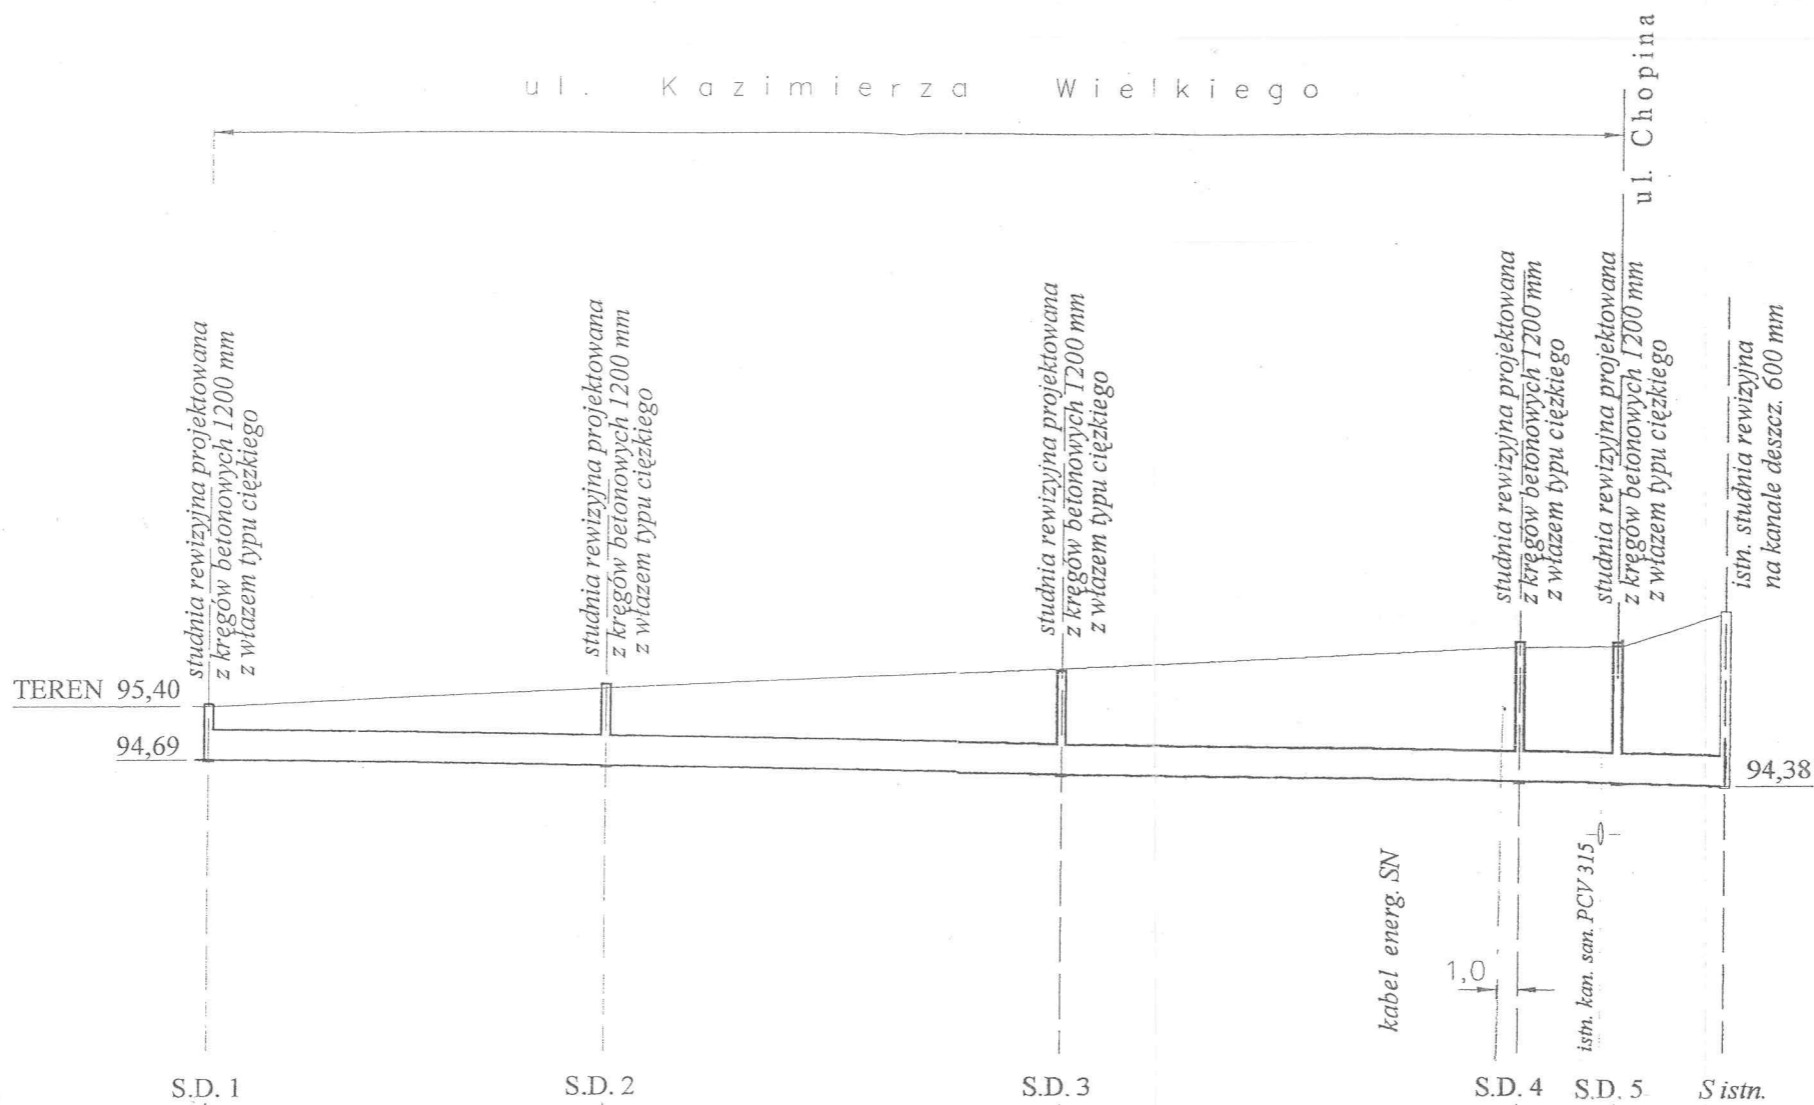 ul. Kazimierza Wielkiego
ul. Chopina
studnia rewizyjna projektowana
z kręgów betonowych 1200 mm
z włazem typu ciężkiego
studnia rewizyjna projektowana
z kręgów betonowych 1200 mm
z włazem typu ciężkiego
studnia rewizyjna projektowana
z kręgów betonowych 1200 mm
z włazem typu ciężkiego
studnia rewizyjna projektowana
z kręgów betonowych 1200 mm
z włazem typu ciężkiego
studnia rewizyjna projektowana
z kręgów betonowych 1200 mm
z włazem typu ciężkiego
istn. studnia rewizyjna
na kanale deszcz. 600 mm
TEREN 95,40
94,69
94,38
kabel energ. SN
1,0
istn. kan. san. PCV 315
S.D. 1
S.D. 2
S.D. 3
S.D. 4
S.D. 5
S istn.